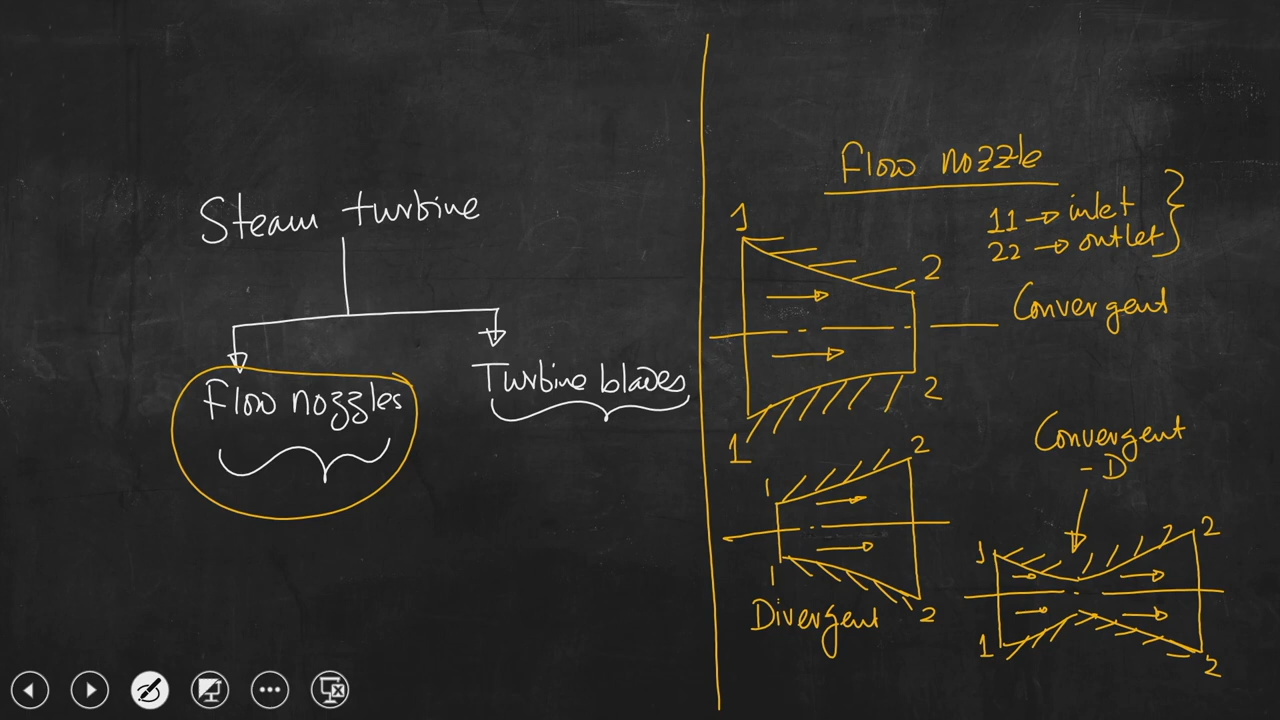 Steam turbine
Flow nozzles
Turbine blades
Flow nozzle
11 → inlet
22 → outlet
1
2
Convergent
2
1
Convergent
- D
1
2
1
2
Divergent
1
2
1
2